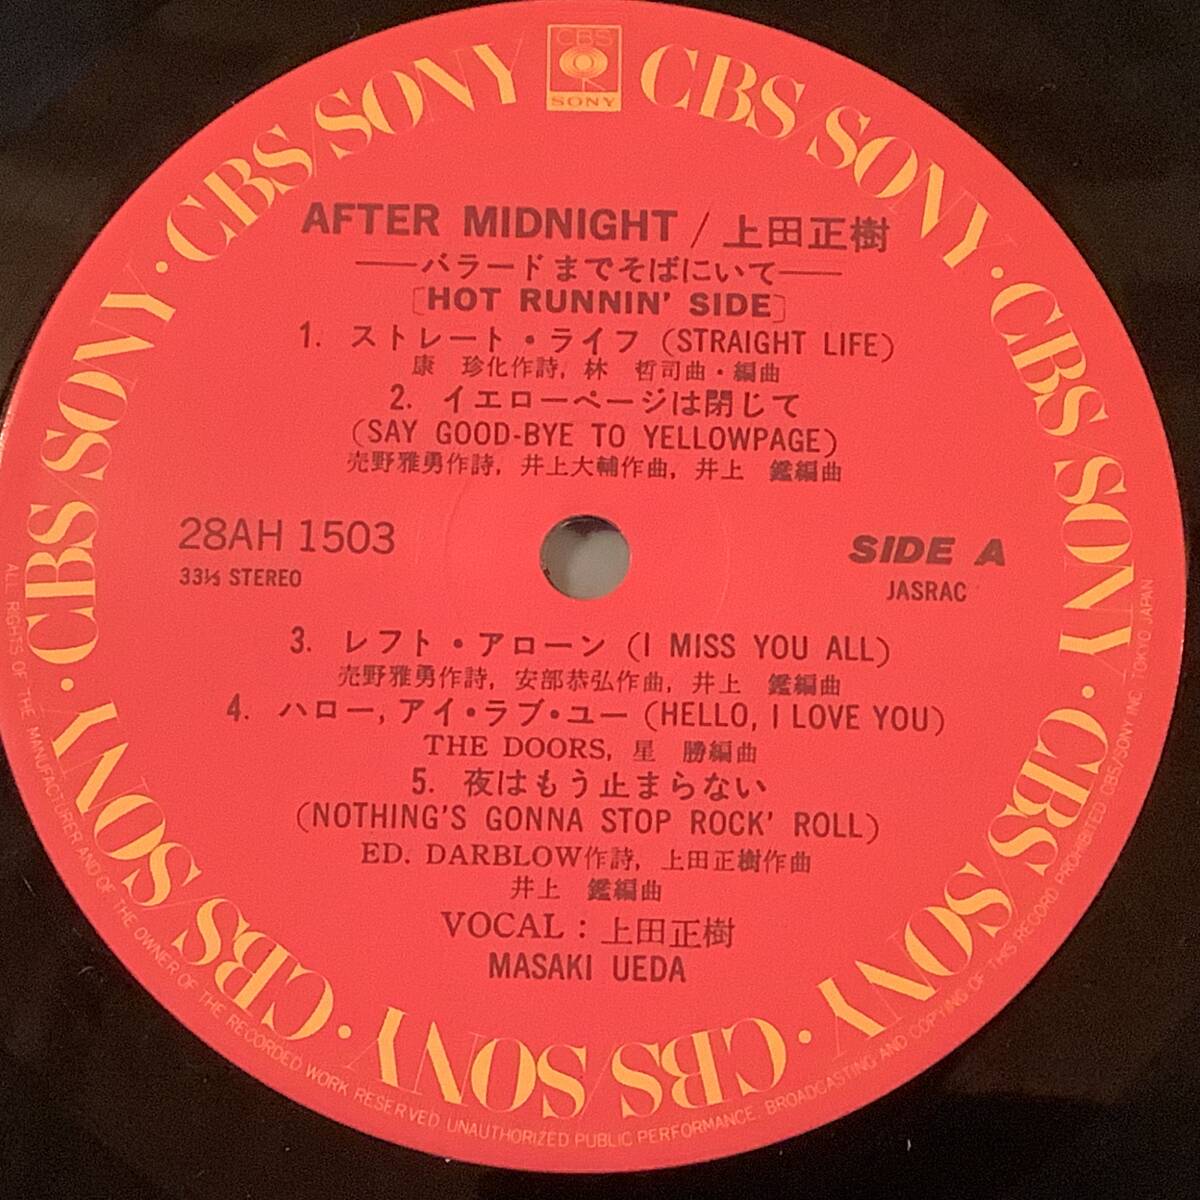 CBS
SONY
CBS/SONY · CBS/SONY · CBS/SONY · CBS/SONY · CBS/SONY · CBS/SONY · CBS/SONY · CBS/SONY
AFTER MIDNIGHT / 上田正樹
——バラードまでそばにいて——
[HOT RUNNIN' SIDE]
1. ストレート・ライフ (STRAIGHT LIFE)
康 珍化作詩, 林 哲司曲・編曲
2. イエローページは閉じて
(SAY GOOD-BYE TO YELLOWPAGE)
売野雅勇作詩, 井上大輔作曲, 井上 鑑編曲
28AH 1503
33⅓ STEREO
SIDE A
JASRAC
3. レフト・アローン (I MISS YOU ALL)
売野雅勇作詩, 安部恭弘作曲, 井上 鑑編曲
4. ハロー, アイ・ラブ・ユー (HELLO, I LOVE YOU)
THE DOORS, 星 勝編曲
5. 夜はもう止まらない
(NOTHING'S GONNA STOP ROCK' ROLL)
ED. DARBLOW作詩, 上田正樹作曲
井上 鑑編曲
VOCAL : 上田正樹
MASAKI UEDA
ALL RIGHTS OF THE MANUFACTURER AND OF THE OWNER OF THE RECORDED WORK RESERVED. UNAUTHORIZED PUBLIC PERFORMANCE, BROADCASTING AND COPYING OF THIS RECORD PROHIBITED. CBS/SONY INC. TOKYO, JAPAN